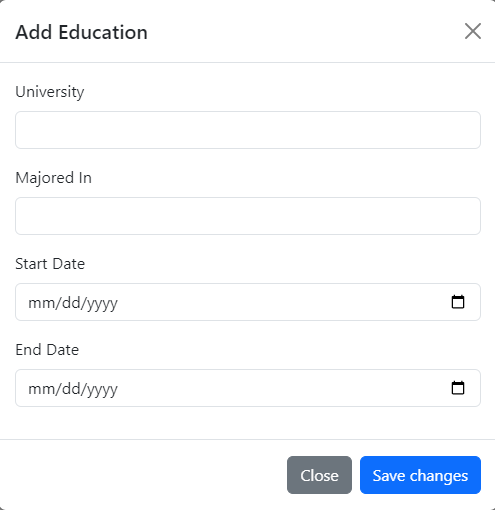 Add Education
University
Majored In
Start Date
mm/dd/yyyy
End Date
mm/dd/yyyy
Close Save changes